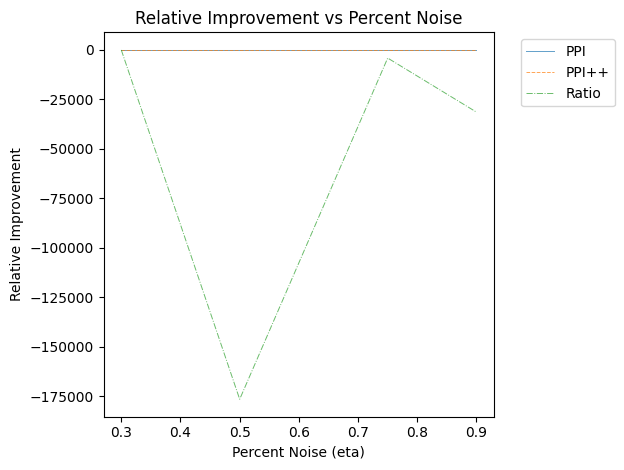 Relative Improvement vs Percent Noise
PPI
PPI++
Ratio
0
−25000
−50000
−75000
−100000
−125000
−150000
−175000
Relative Improvement
0.3 0.4 0.5 0.6 0.7 0.8 0.9
Percent Noise (eta)